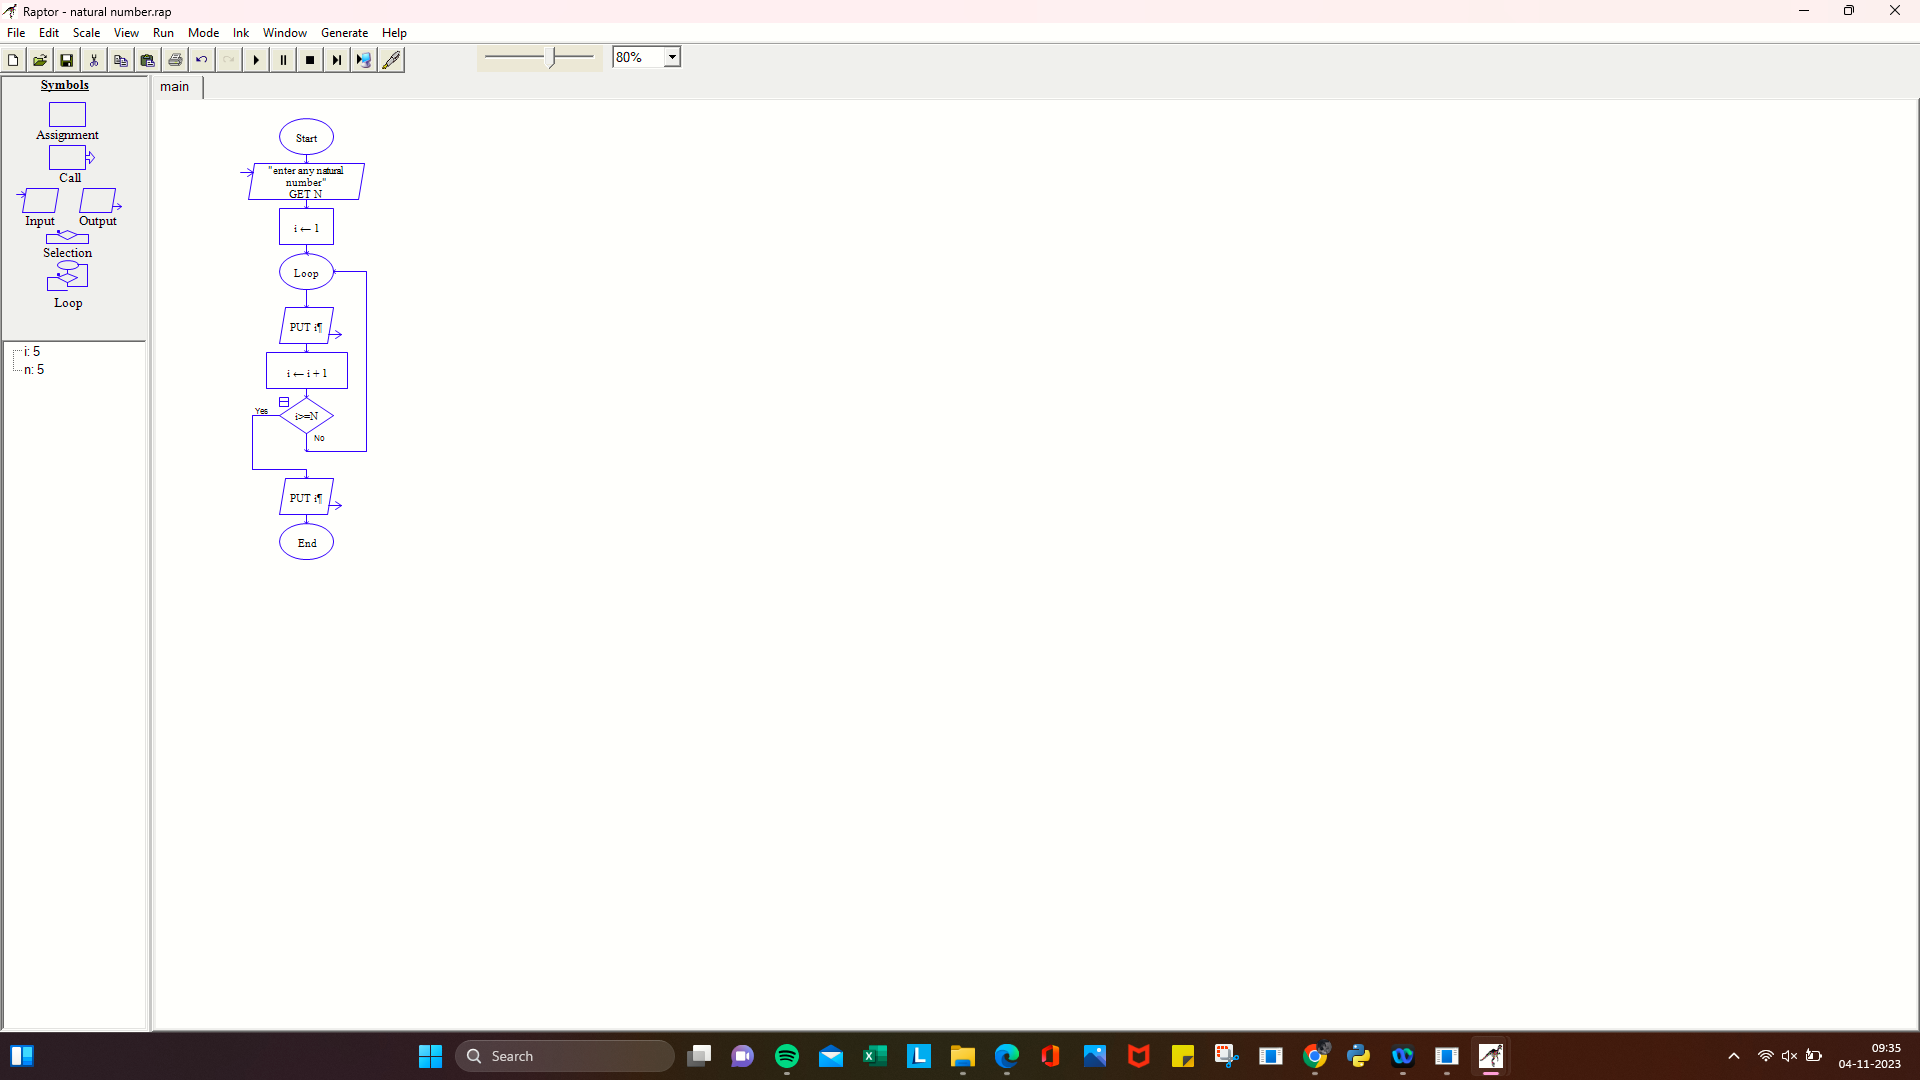 Raptor - natural number.rap
File Edit Scale View Run Mode Ink Window Generate Help
80%
Symbols
Assignment
Call
Input Output
Selection
Loop
i: 5
n: 5
main
Start
"enter any natural
number"
GET N
i ← 1
Loop
PUT i¶
i ← i + 1
Yes
i>=N
No
PUT i¶
End
Search
09:35
04-11-2023